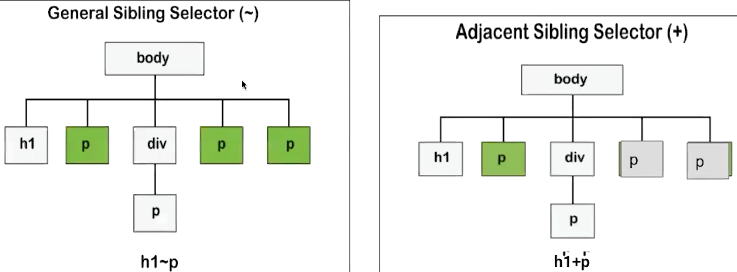 General Sibling Selector (~)
body
h1 p div p p
p
h1~p
Adjacent Sibling Selector (+)
body
h1 p div p p
p
h1+p